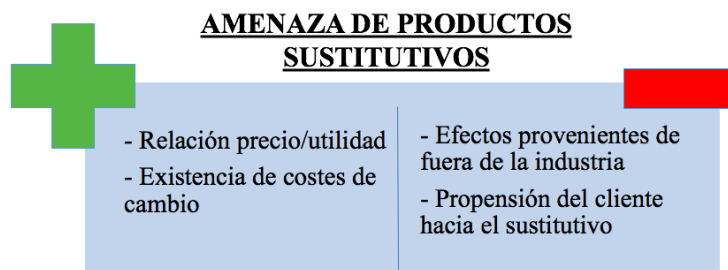 AMENAZA DE PRODUCTOS
SUSTITUTIVOS
- Relación precio/utilidad
- Existencia de costes de
cambio
- Efectos provenientes de
fuera de la industria
- Propensión del cliente
hacia el sustitutivo